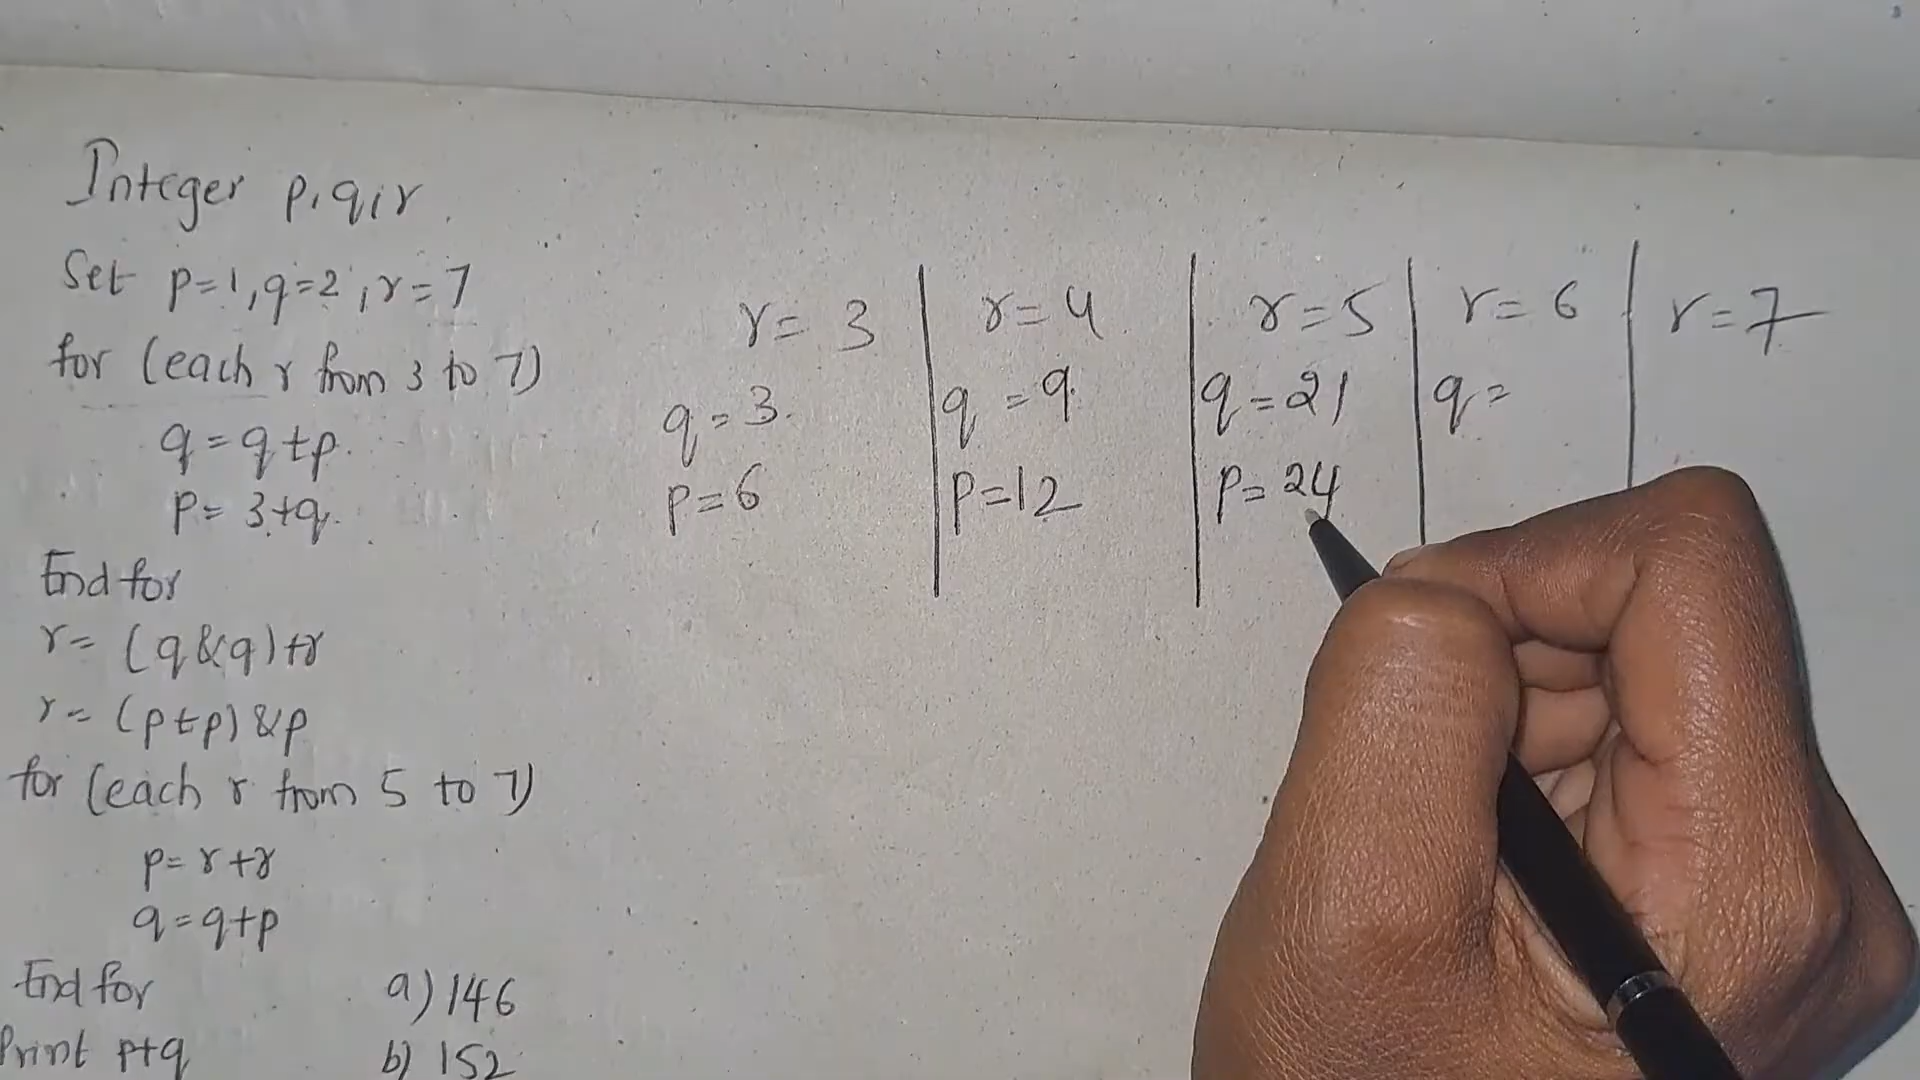 Integer p,q,r.
Set p=1, q=2, r=7
for (each r from 3 to 7)
q=q+p.
p= 3+q.
End for
r= (q&q)+r
r= (p+p)&p
for (each r from 5 to 7)
p= r+r
q=q+p
End for
Print p+q
a) 146
b) 152
r= 3
q=3.
p=6
r=4
q=9
p=12
r=5
q=21
p=24
r=6
q=
r=7